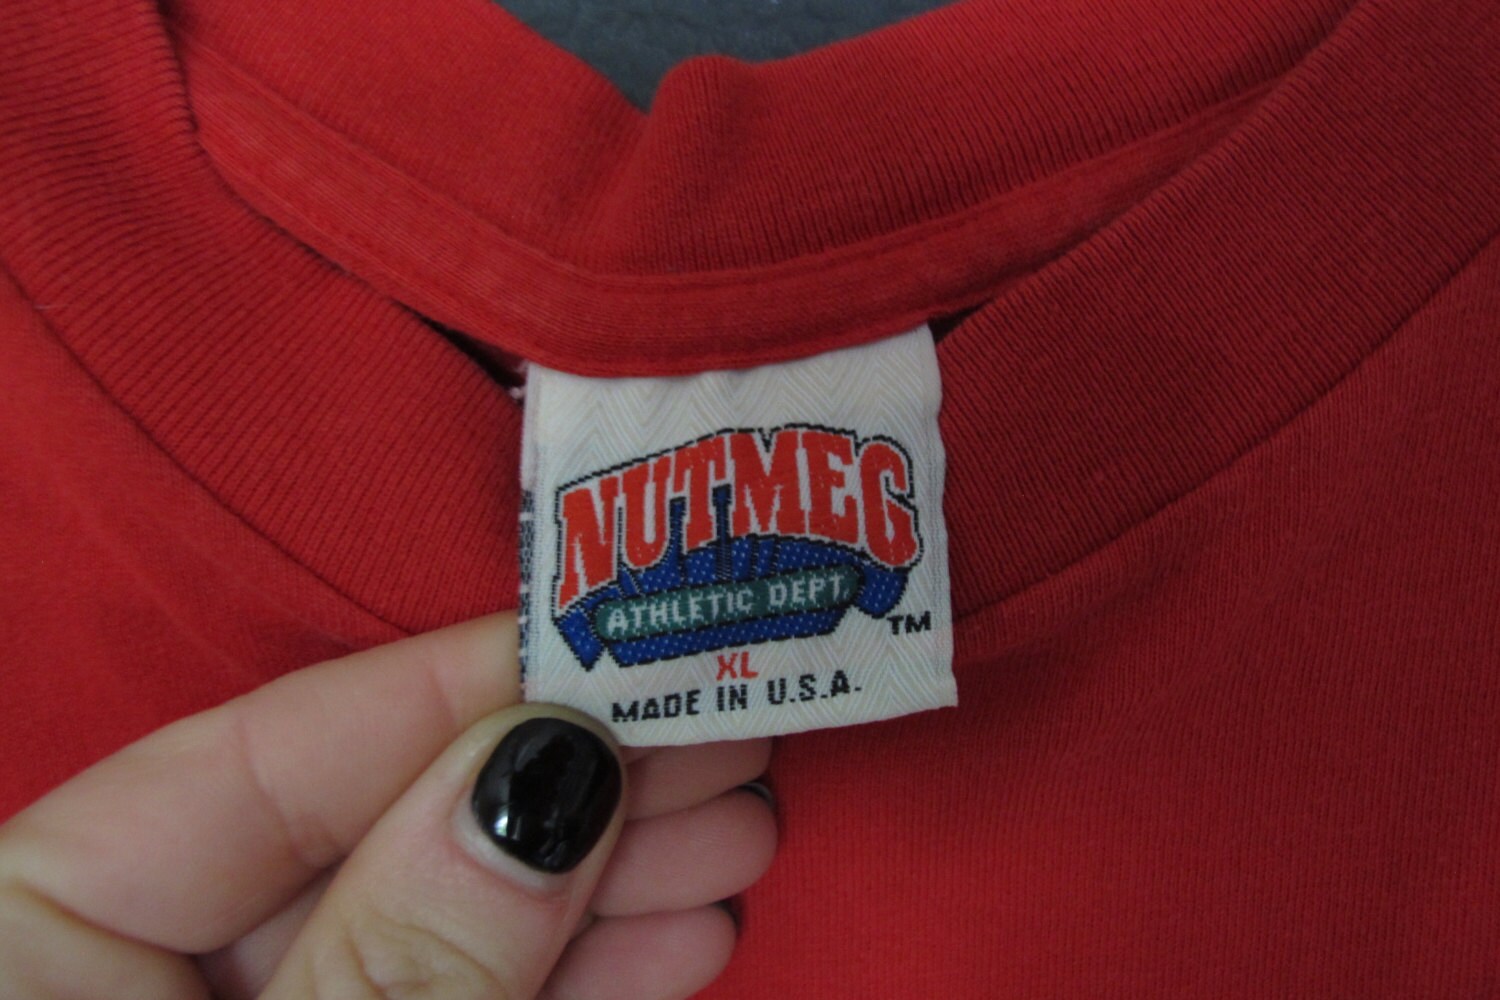 NUTMEG
ATHLETIC DEPT.
TM
XL
MADE IN U.S.A.